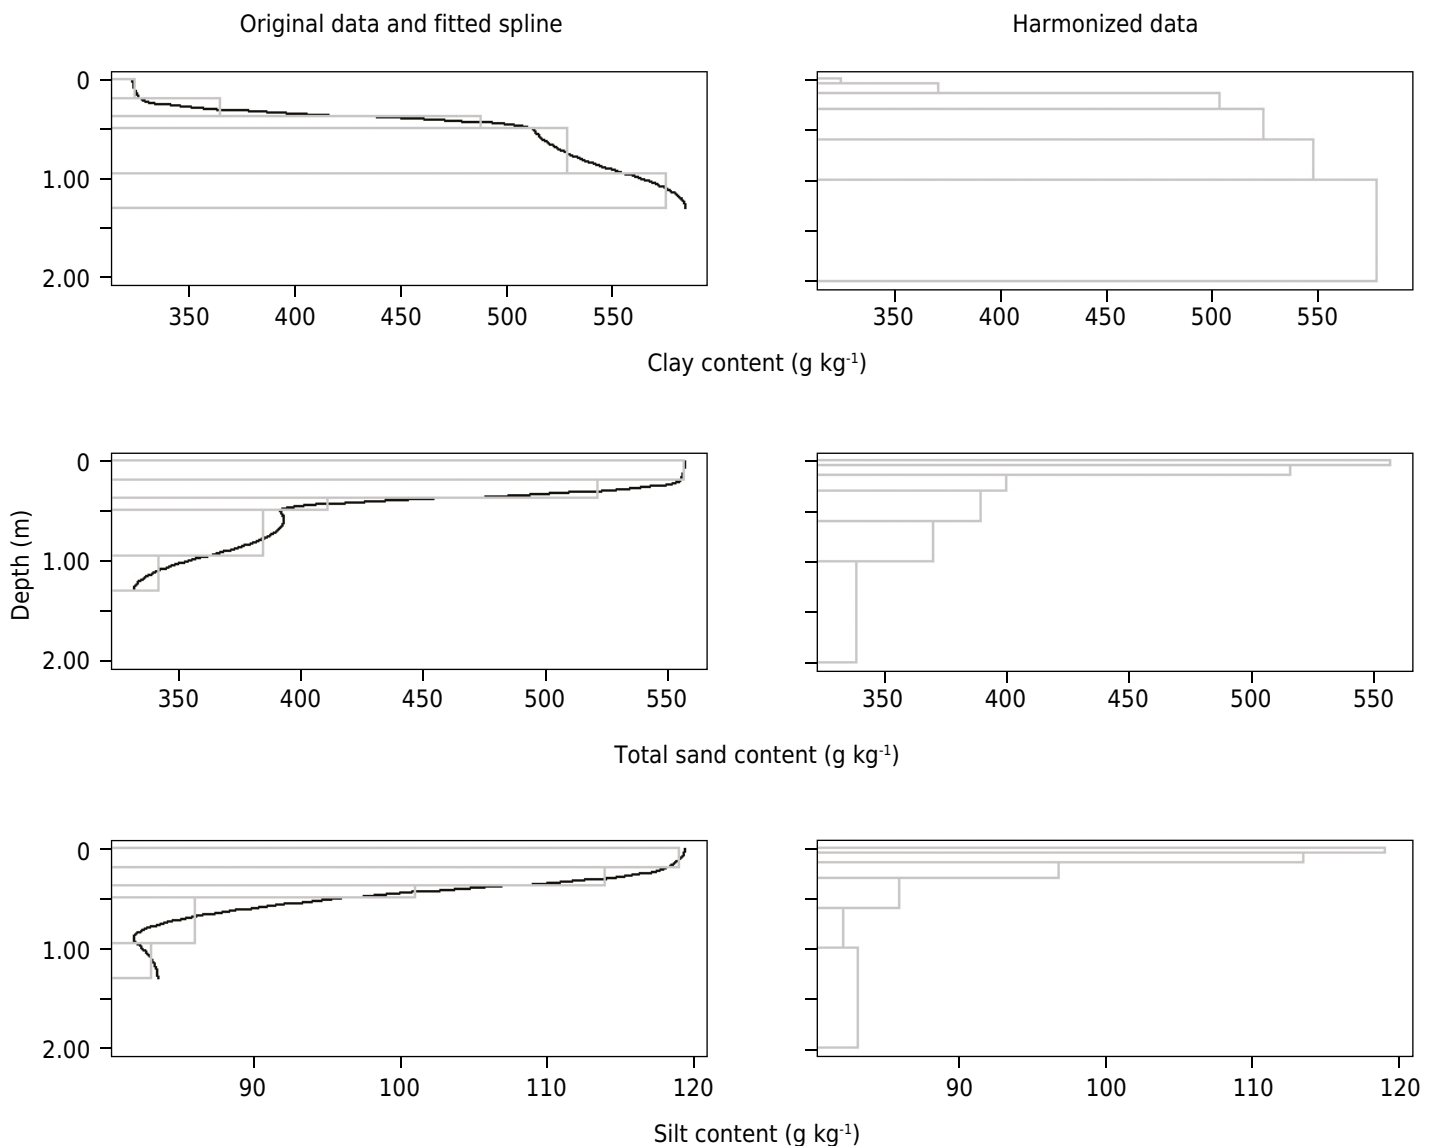 Original data and fitted spline
Harmonized data
0
1.00
2.00
350 400 450 500 550
350 400 450 500 550
Clay content (g kg-1)
Depth (m)
0
1.00
2.00
350 400 450 500 550
350 400 450 500 550
Total sand content (g kg-1)
0
1.00
2.00
90 100 110 120
90 100 110 120
Silt content (g kg-1)